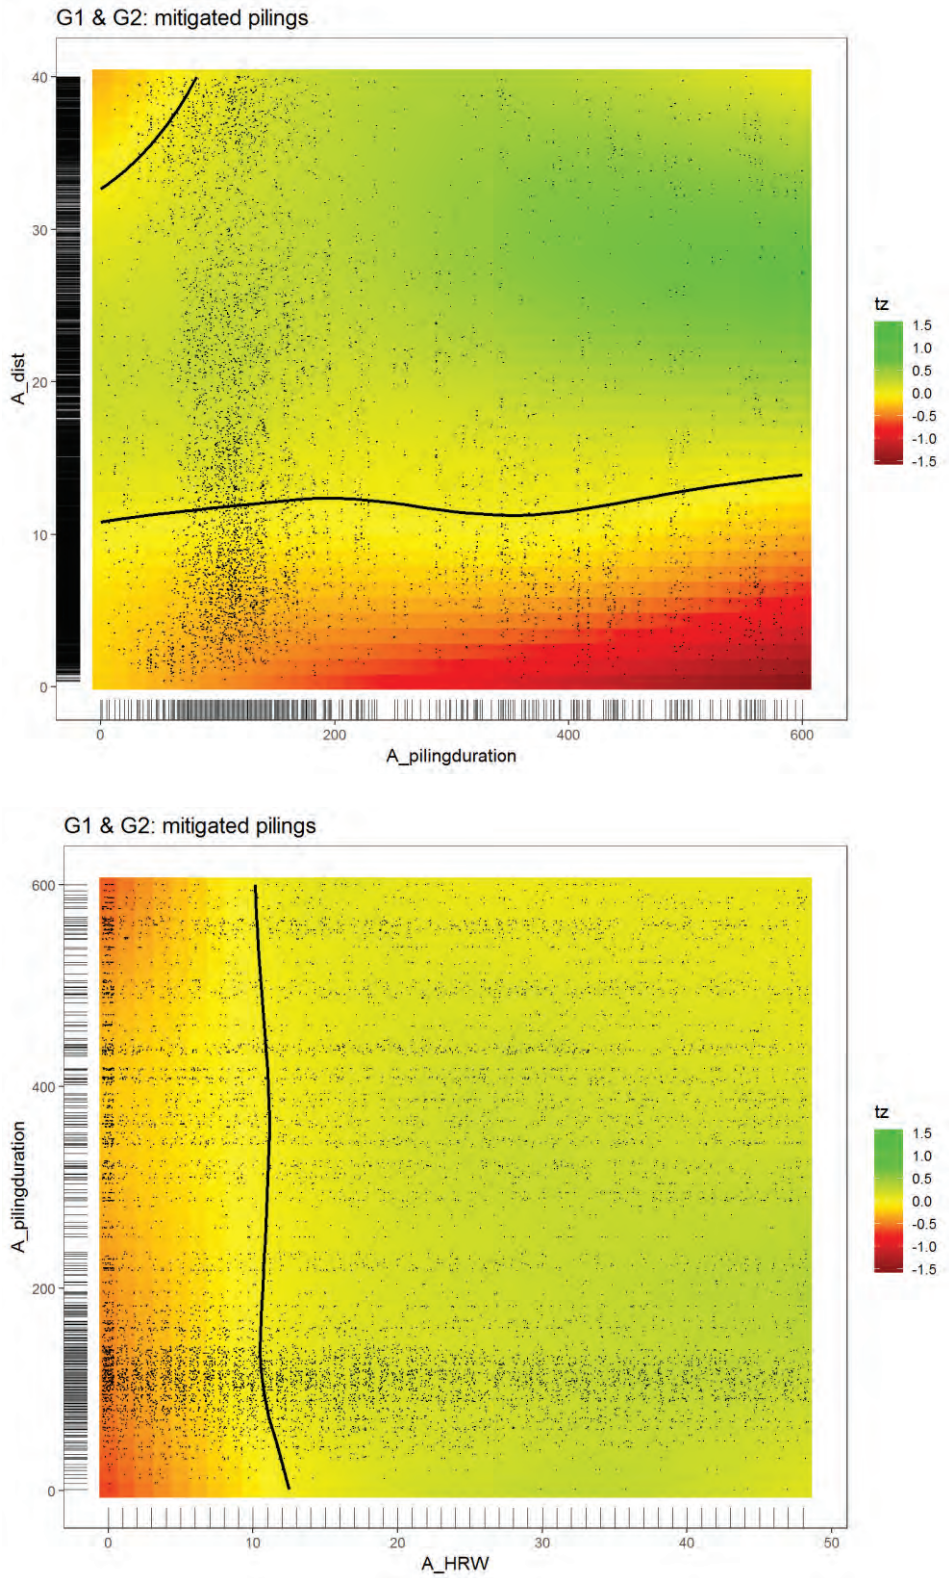 G1 & G2: mitigated pilings
40
30
20
10
0
A_dist
0 200 400 600
A_pilingduration
tz
1.5
1.0
0.5
0.0
-0.5
-1.0
-1.5
G1 & G2: mitigated pilings
600
400
200
0
A_pilingduration
0 10 20 30 40 50
A_HRW
tz
1.5
1.0
0.5
0.0
-0.5
-1.0
-1.5